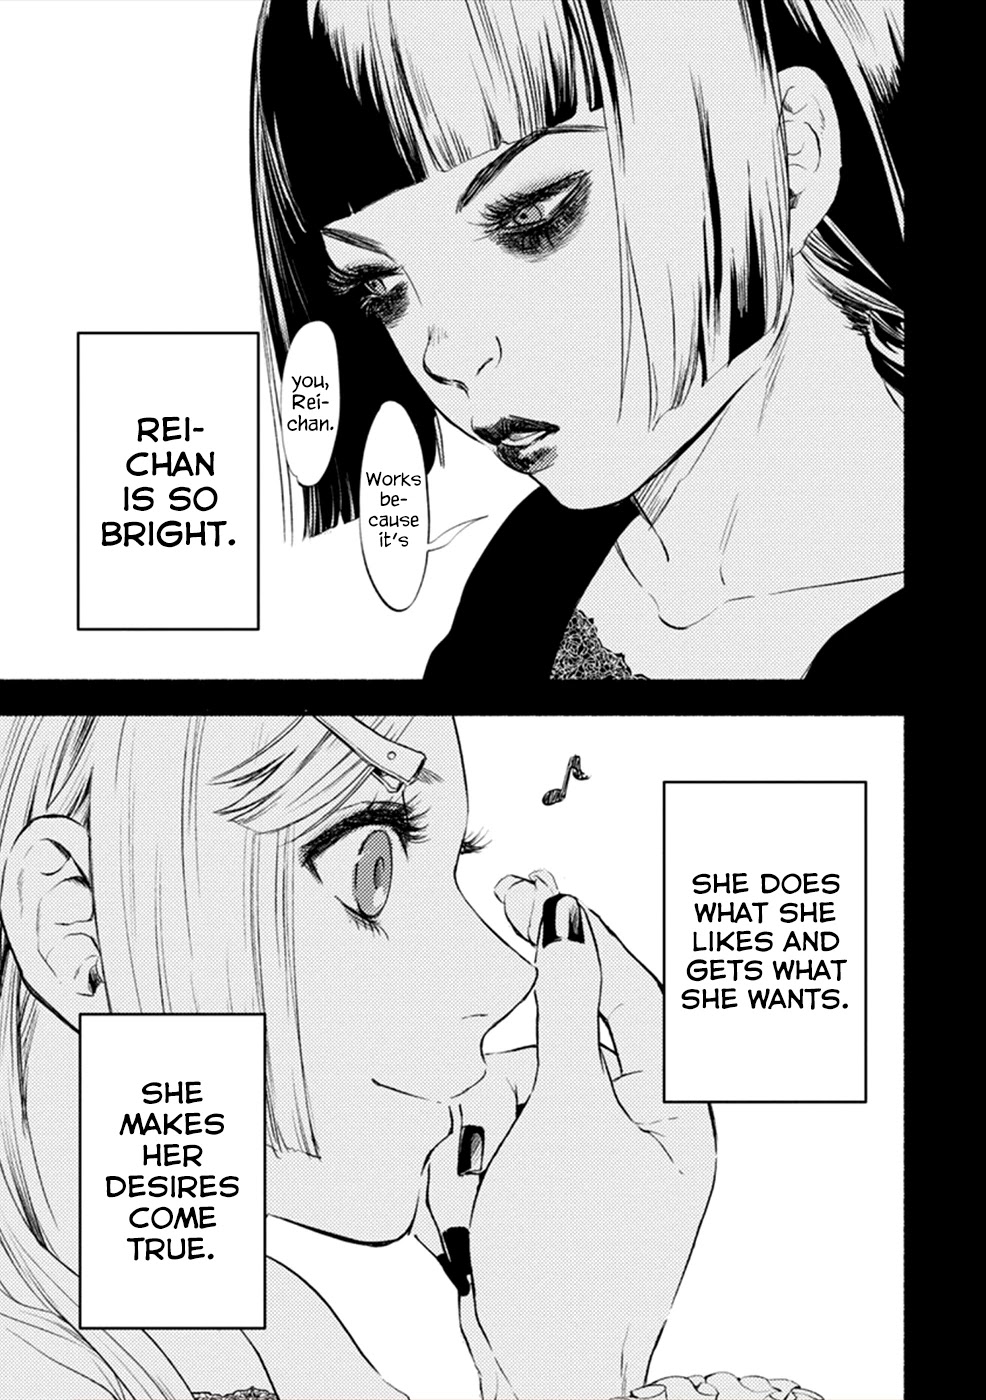 Works
be-
cause
it's
you,
Rei-
chan.
REI-
CHAN
IS SO
BRIGHT.
SHE DOES
WHAT SHE
LIKES AND
GETS WHAT
SHE WANTS.
SHE
MAKES
HER
DESIRES
COME
TRUE.